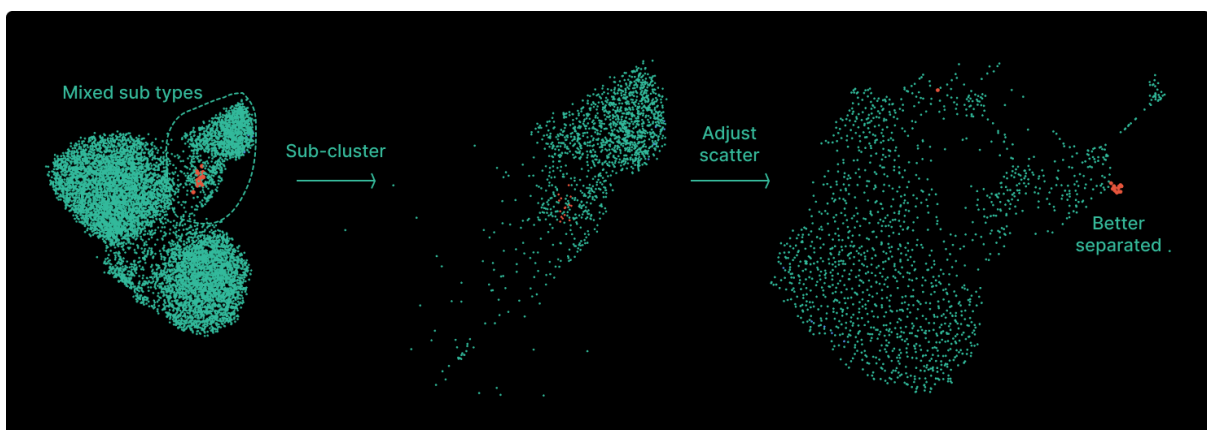 Mixed sub types
Sub-cluster
Adjust
scatter
Better
separated